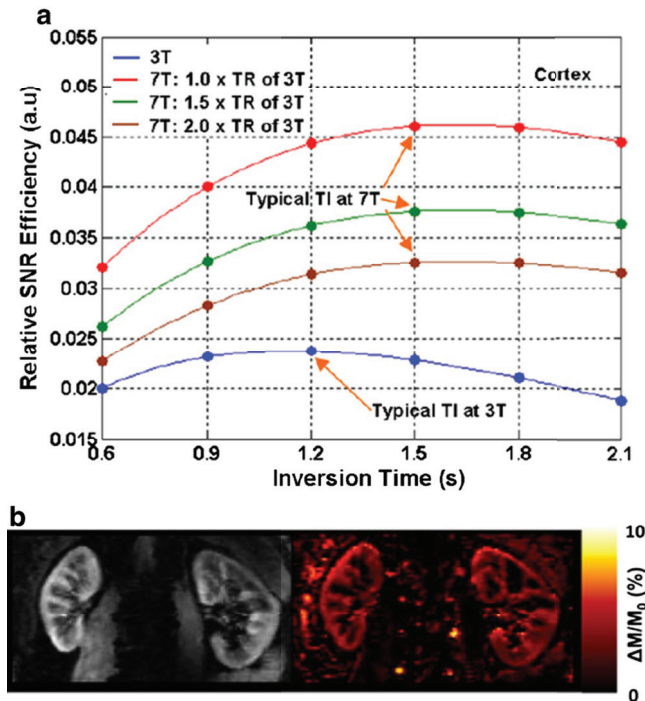 a
0.055
0.05
0.045
0.04
0.035
0.03
0.025
0.02
0.015
Relative SNR Efficiency (a.u)
3T
7T: 1.0 x TR of 3T
7T: 1.5 x TR of 3T
7T: 2.0 x TR of 3T
Cortex
Typical TI at 7T
Typical TI at 3T
0.6 0.9 1.2 1.5 1.8 2.1
Inversion Time (s)
b
10
0
ΔM/M0 (%)